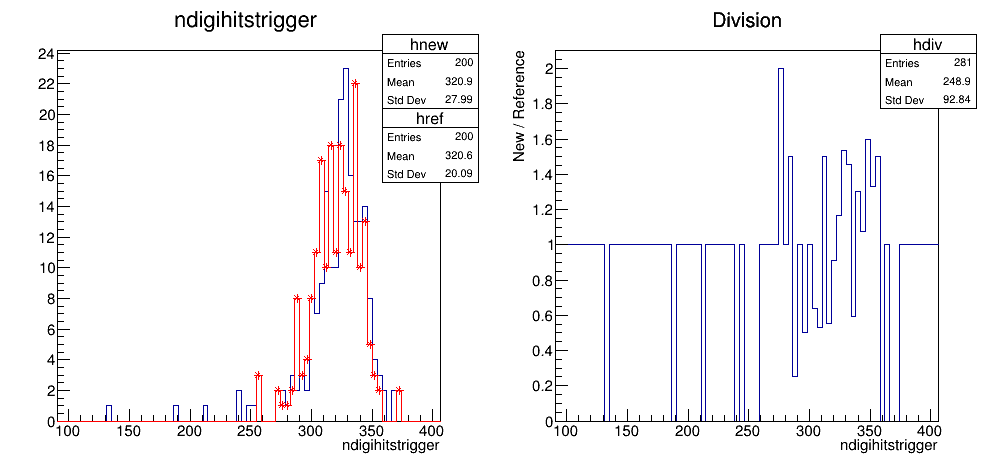 ndigihitstrigger
hnew
Entries 200
Mean 320.9
Std Dev 27.99
href
Entries 200
Mean 320.6
Std Dev 20.09
24
22
20
18
16
14
12
10
8
6
4
2
0
100 150 200 250 300 350 400
ndigihitstrigger
Division
hdiv
Entries 281
Mean 248.9
Std Dev 92.84
New / Reference
2
1.8
1.6
1.4
1.2
1
0.8
0.6
0.4
0.2
0
100 150 200 250 300 350 400
ndigihitstrigger